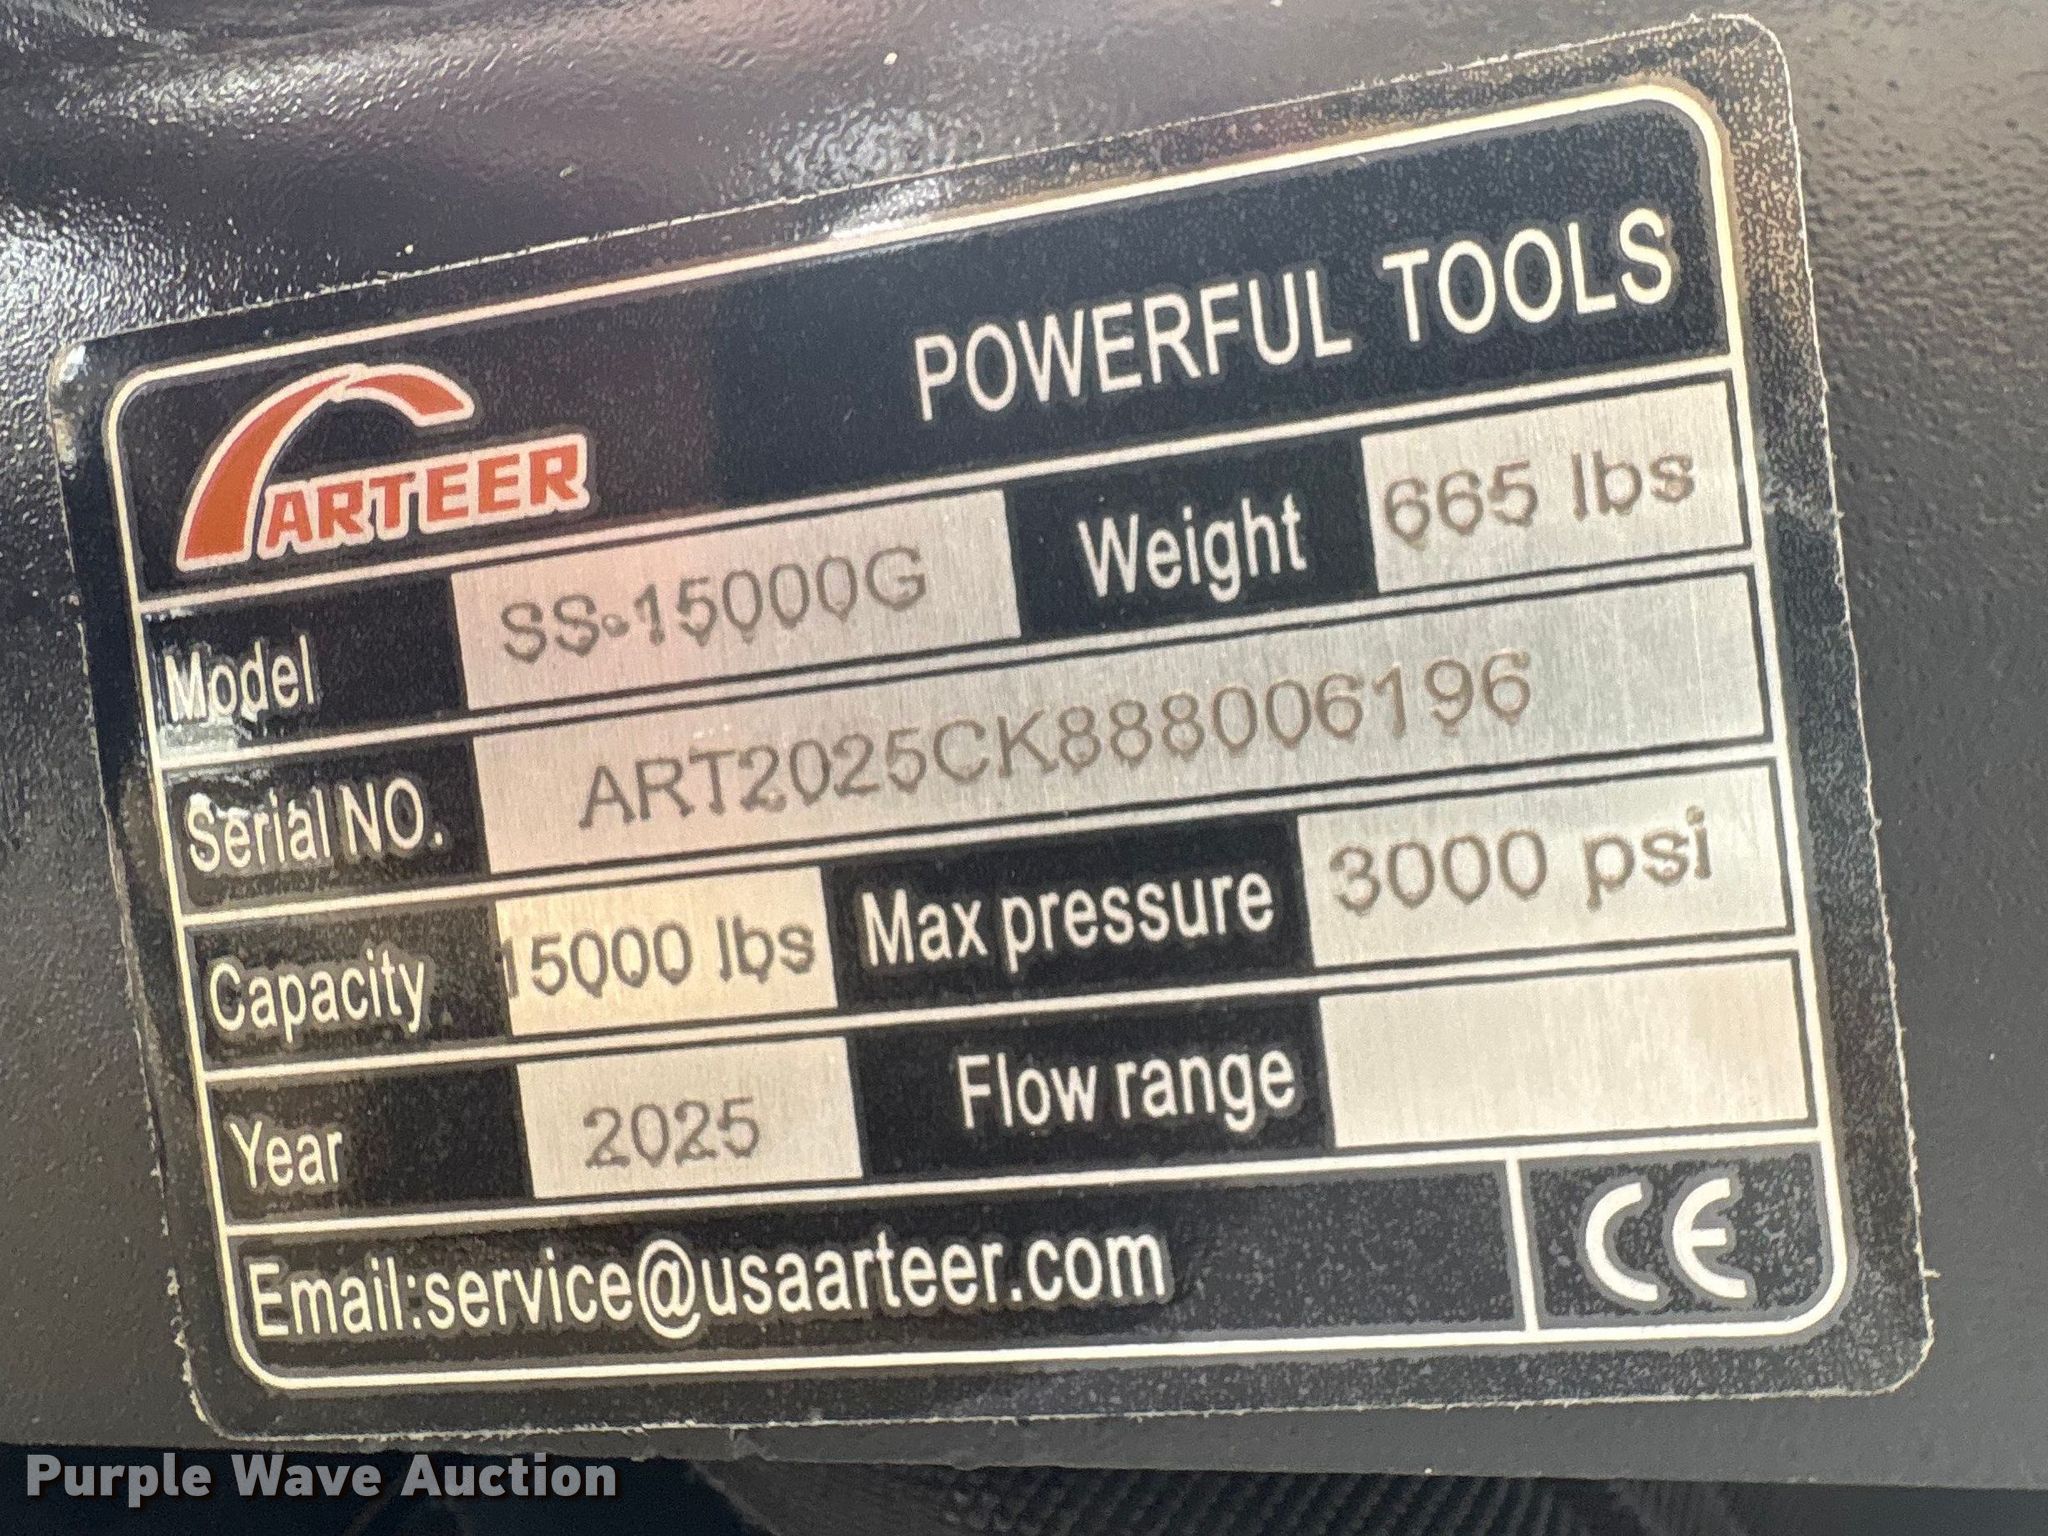 ARTEER POWERFUL TOOLS
Model SS-15000G Weight 665 lbs
Serial NO. ART2025CK888006196
Capacity 15000 lbs Max pressure 3000 psi
Year 2025 Flow range
Email:service@usaarteer.com CE
Purple Wave Auction